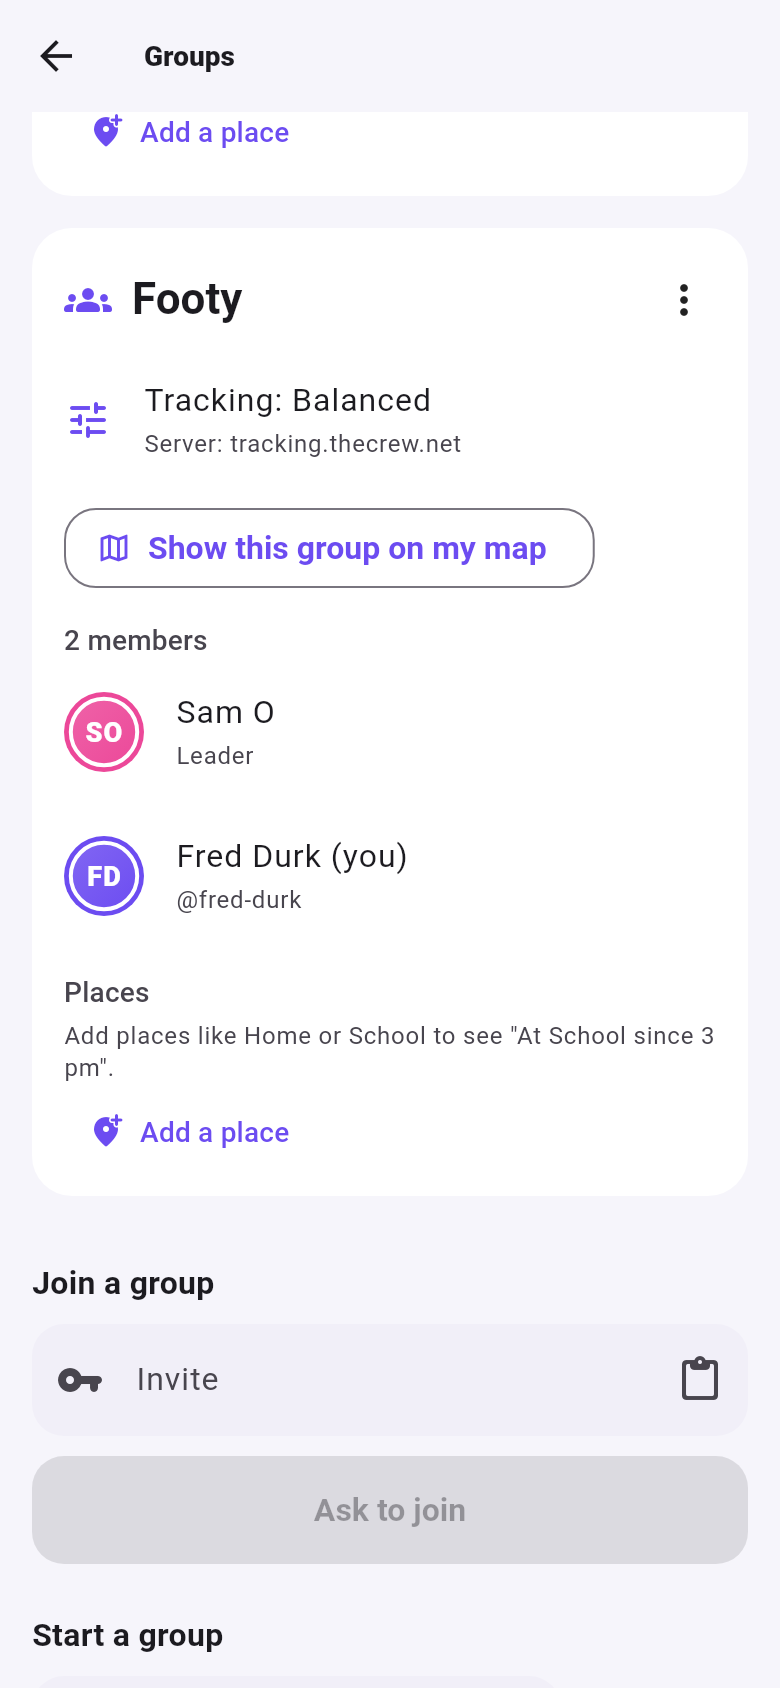 Groups
Add a place
Footy
Tracking: Balanced
Server: tracking.thecrew.net
Show this group on my map
2 members
SO
Sam O
Leader
FD
Fred Durk (you)
@fred-durk
Places
Add places like Home or School to see "At School since 3
pm".
Add a place
Join a group
Invite
Ask to join
Start a group